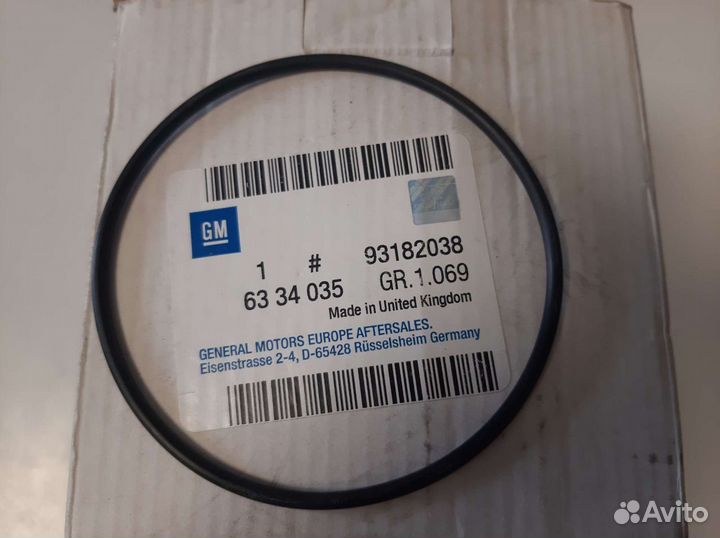 GM
1 # 93182038
63 34 035 GR.1.069
Made in United Kingdom
GENERAL MOTORS EUROPE AFTERSALES.
Eisenstrasse 2-4, D-65428 Rüsselsheim Germany
Avito